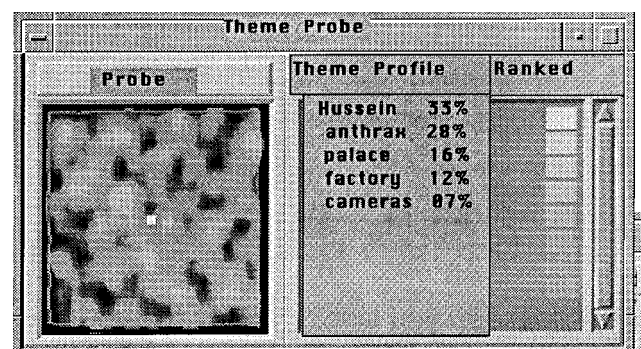 Theme Probe
Probe
Theme Profile Ranked
Hussein 33%
anthrax 28%
palace 16%
factory 12%
cameras 07%